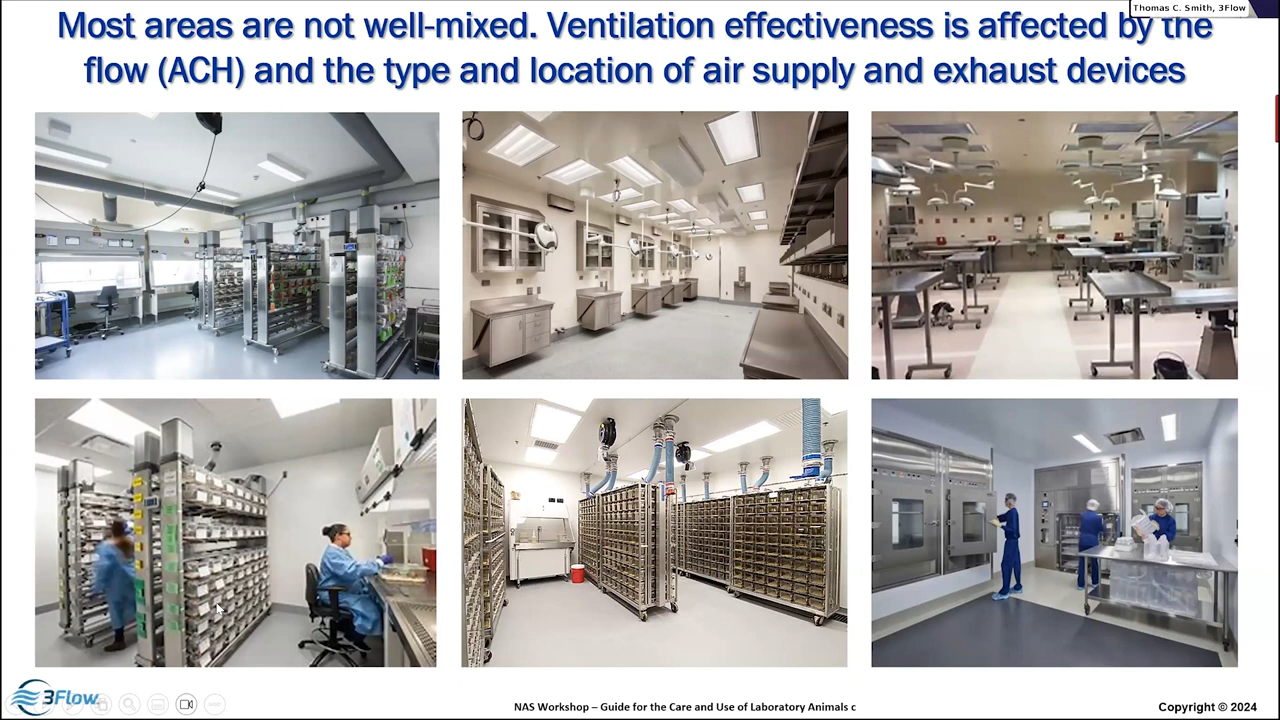 Thomas C. Smith, 3Flow
Most areas are not well-mixed. Ventilation effectiveness is affected by the
flow (ACH) and the type and location of air supply and exhaust devices
3Flow
NAS Workshop – Guide for the Care and Use of Laboratory Animals c
Copyright © 2024